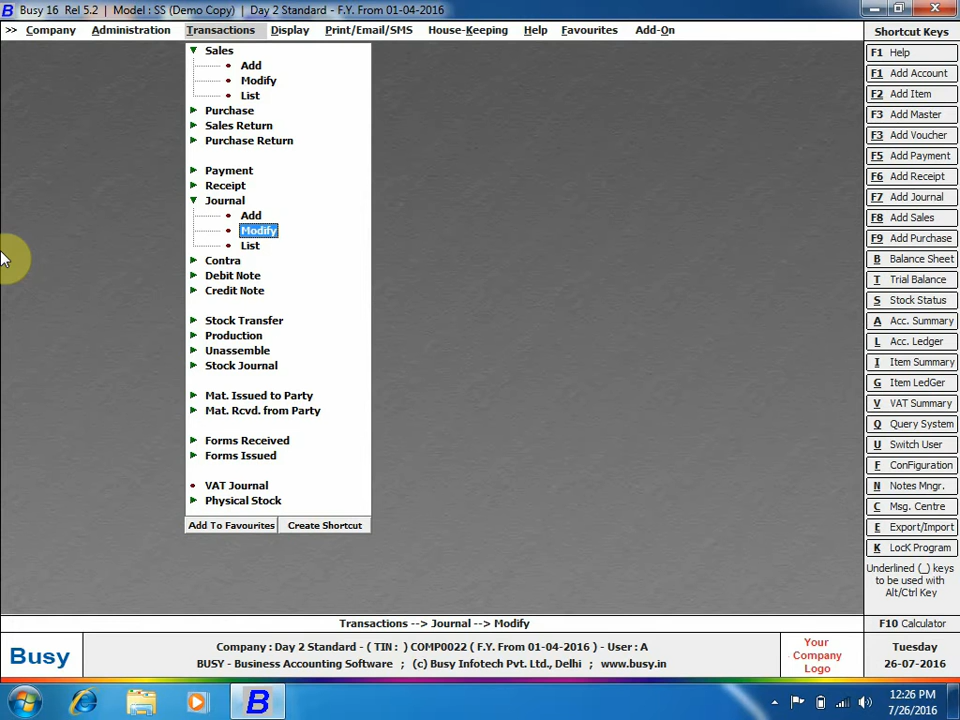 Busy 16 Rel 5.2 | Model : SS (Demo Copy) | Day 2 Standard - F.Y. From 01-04-2016
>> Company Administration Transactions Display Print/Email/SMS House-Keeping Help Favourites Add-On
Sales
Add
Modify
List
Purchase
Sales Return
Purchase Return
Payment
Receipt
Journal
Add
Modify
List
Contra
Debit Note
Credit Note
Stock Transfer
Production
Unassemble
Stock Journal
Mat. Issued to Party
Mat. Rcvd. from Party
Forms Received
Forms Issued
VAT Journal
Physical Stock
Add To Favourites Create Shortcut
Shortcut Keys
F1 Help
F1 Add Account
F2 Add Item
F3 Add Master
F3 Add Voucher
F5 Add Payment
F6 Add Receipt
F7 Add Journal
F8 Add Sales
F9 Add Purchase
B Balance Sheet
T Trial Balance
S Stock Status
A Acc. Summary
L Acc. Ledger
I Item Summary
G Item LedGer
V VAT Summary
Q Query System
U Switch User
F ConFiguration
N Notes Mngr.
C Msg. Centre
E Export/Import
K LocK Program
Underlined (_) keys
to be used with
Alt/Ctrl Key
F10 Calculator
Transactions --> Journal --> Modify
Busy
Company : Day 2 Standard - ( TIN : ) COMP0022 ( F.Y. From 01-04-2016 ) - User : A
BUSY - Business Accounting Software ; (c) Busy Infotech Pvt. Ltd., Delhi ; www.busy.in
Your
Company
Logo
Tuesday
26-07-2016
12:26 PM
7/26/2016